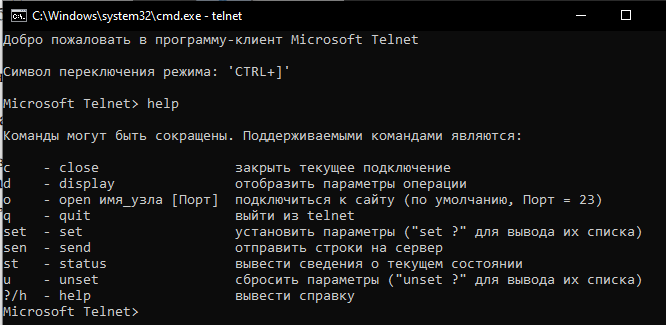 C:\Windows\system32\cmd.exe - telnet
Добро пожаловать в программу-клиент Microsoft Telnet
Символ переключения режима: 'CTRL+]'
Microsoft Telnet> help
Команды могут быть сокращены. Поддерживаемыми командами являются:
c    - close                 закрыть текущее подключение
d    - display               отобразить параметры операции
o    - open имя_узла [Порт]  подключиться к сайту (по умолчанию, Порт = 23)
q    - quit                  выйти из telnet
set  - set                   установить параметры ("set ?" для вывода их списка)
sen  - send                  отправить строки на сервер
st   - status                вывести сведения о текущем состоянии
u    - unset                 сбросить параметры ("unset ?" для вывода их списка)
?/h  - help                  вывести справку
Microsoft Telnet>